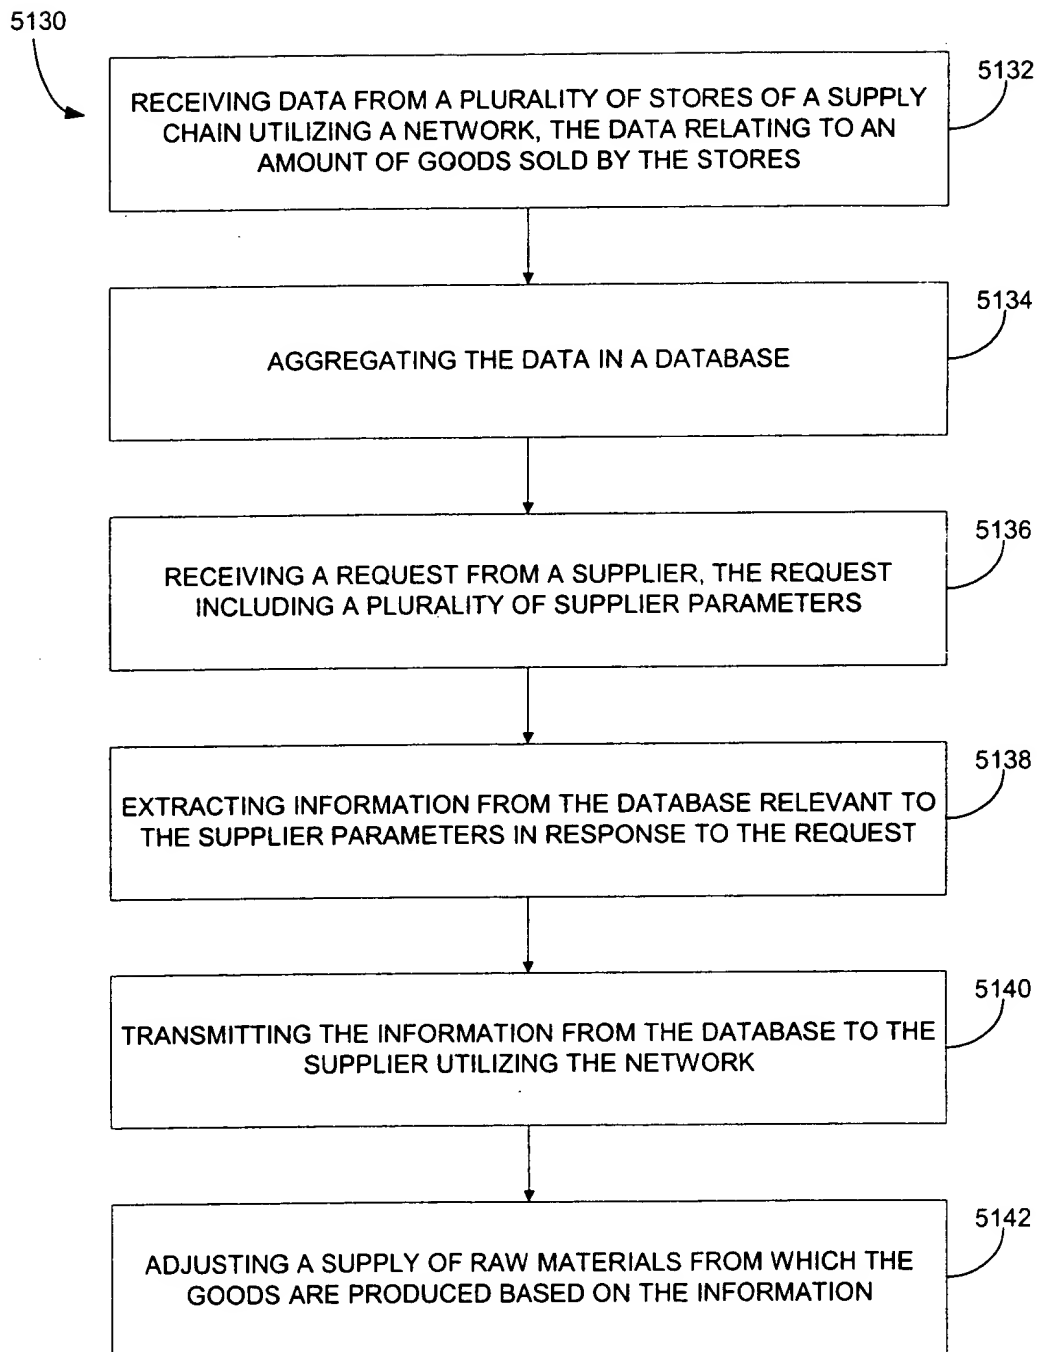 5130
5132
RECEIVING DATA FROM A PLURALITY OF STORES OF A SUPPLY
CHAIN UTILIZING A NETWORK, THE DATA RELATING TO AN
AMOUNT OF GOODS SOLD BY THE STORES
5134
AGGREGATING THE DATA IN A DATABASE
5136
RECEIVING A REQUEST FROM A SUPPLIER, THE REQUEST
INCLUDING A PLURALITY OF SUPPLIER PARAMETERS
5138
EXTRACTING INFORMATION FROM THE DATABASE RELEVANT TO
THE SUPPLIER PARAMETERS IN RESPONSE TO THE REQUEST
5140
TRANSMITTING THE INFORMATION FROM THE DATABASE TO THE
SUPPLIER UTILIZING THE NETWORK
5142
ADJUSTING A SUPPLY OF RAW MATERIALS FROM WHICH THE
GOODS ARE PRODUCED BASED ON THE INFORMATION